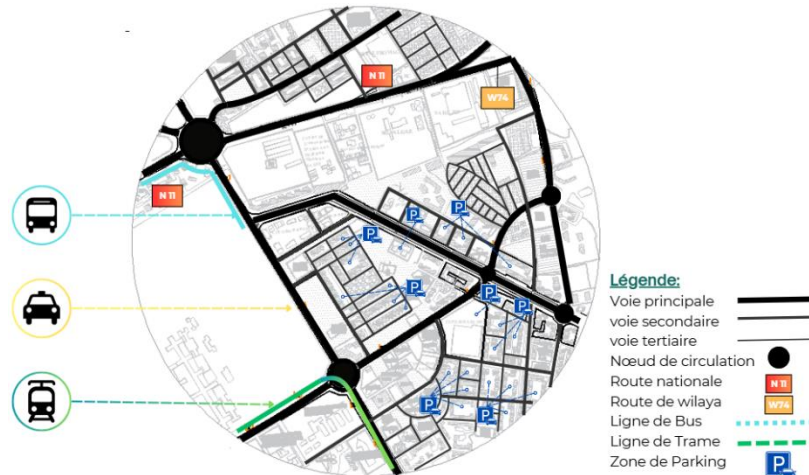 N 11
W74
N 11
P
P
P
P
P
P
P
P
Légende:
Voie principale
voie secondaire
voie tertiaire
Nœud de circulation
Route nationale
N 11
Route de wilaya
W74
Ligne de Bus
Ligne de Trame
Zone de Parking
P